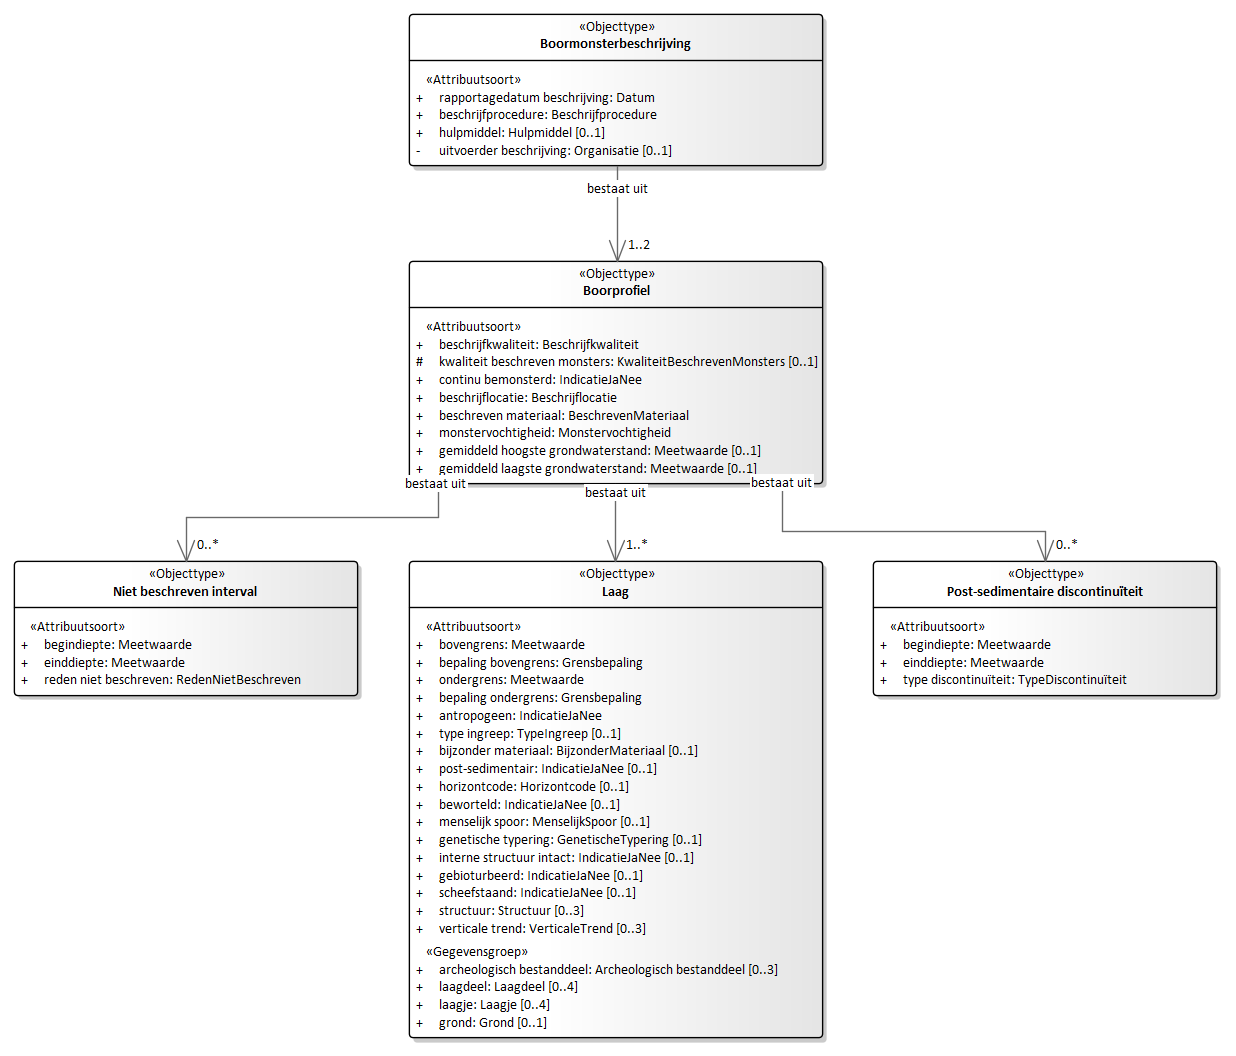 «Objecttype»
Boormonsterbeschrijving
«Attribuutsoort»
+ rapportagedatum beschrijving: Datum
+ beschrijfprocedure: Beschrijfprocedure
+ hulpmiddel: Hulpmiddel [0..1]
- uitvoerder beschrijving: Organisatie [0..1]
bestaat uit
1..2
«Objecttype»
Boorprofiel
«Attribuutsoort»
+ beschrijfkwaliteit: Beschrijfkwaliteit
# kwaliteit beschreven monsters: KwaliteitBeschrevenMonsters [0..1]
+ continu bemonsterd: IndicatieJaNee
+ beschrijflocatie: Beschrijflocatie
+ beschreven materiaal: BeschrevenMateriaal
+ monstervochtigheid: Monstervochtigheid
+ gemiddeld hoogste grondwaterstand: Meetwaarde [0..1]
+ gemiddeld laagste grondwaterstand: Meetwaarde [0..1]
bestaat uit
bestaat uit
bestaat uit
0..*
1..*
0..*
«Objecttype»
Niet beschreven interval
«Attribuutsoort»
+ begindiepte: Meetwaarde
+ einddiepte: Meetwaarde
+ reden niet beschreven: RedenNietBeschreven
«Objecttype»
Laag
«Attribuutsoort»
+ bovengrens: Meetwaarde
+ bepaling bovengrens: Grensbepaling
+ ondergrens: Meetwaarde
+ bepaling ondergrens: Grensbepaling
+ antropogeen: IndicatieJaNee
+ type ingreep: TypeIngreep [0..1]
+ bijzonder materiaal: BijzonderMateriaal [0..1]
+ post-sedimentair: IndicatieJaNee [0..1]
+ horizontcode: Horizontcode [0..1]
+ beworteld: IndicatieJaNee [0..1]
+ menselijk spoor: MenselijkSpoor [0..1]
+ genetische typering: GenetischeTypering [0..1]
+ interne structuur intact: IndicatieJaNee [0..1]
+ gebioturbeerd: IndicatieJaNee [0..1]
+ scheefstaand: IndicatieJaNee [0..1]
+ structuur: Structuur [0..3]
+ verticale trend: VerticaleTrend [0..3]
«Gegevensgroep»
+ archeologisch bestanddeel: Archeologisch bestanddeel [0..3]
+ laagdeel: Laagdeel [0..4]
+ laagje: Laagje [0..4]
+ grond: Grond [0..1]
«Objecttype»
Post-sedimentaire discontinuïteit
«Attribuutsoort»
+ begindiepte: Meetwaarde
+ einddiepte: Meetwaarde
+ type discontinuïteit: TypeDiscontinuïteit